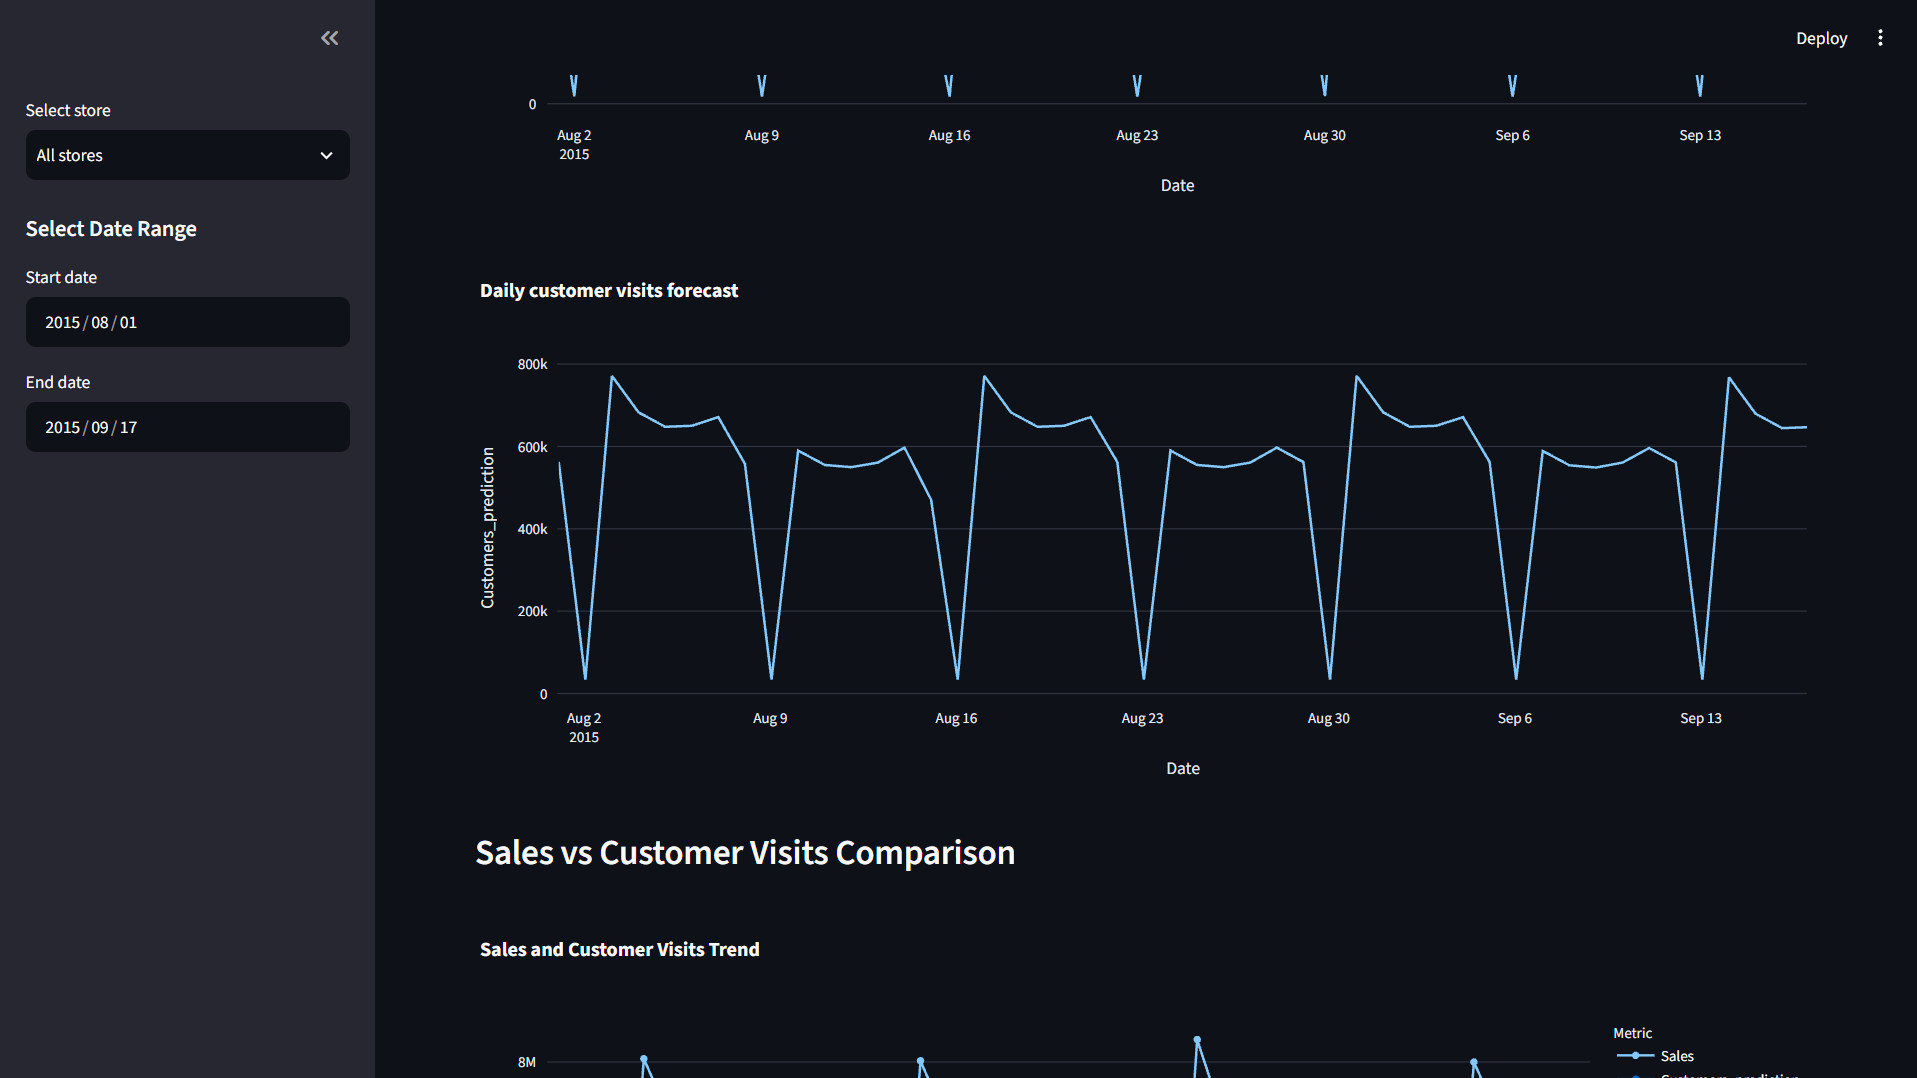 Deploy
Select store
All stores
Select Date Range
Start date
2015/08/01
End date
2015/09/17
0
Aug 2
2015
Aug 9
Aug 16
Aug 23
Aug 30
Sep 6
Sep 13
Date
Daily customer visits forecast
Customers_prediction
800k
600k
400k
200k
0
Aug 2
2015
Aug 9
Aug 16
Aug 23
Aug 30
Sep 6
Sep 13
Date
Sales vs Customer Visits Comparison
Sales and Customer Visits Trend
8M
Metric
Sales
Customers_prediction